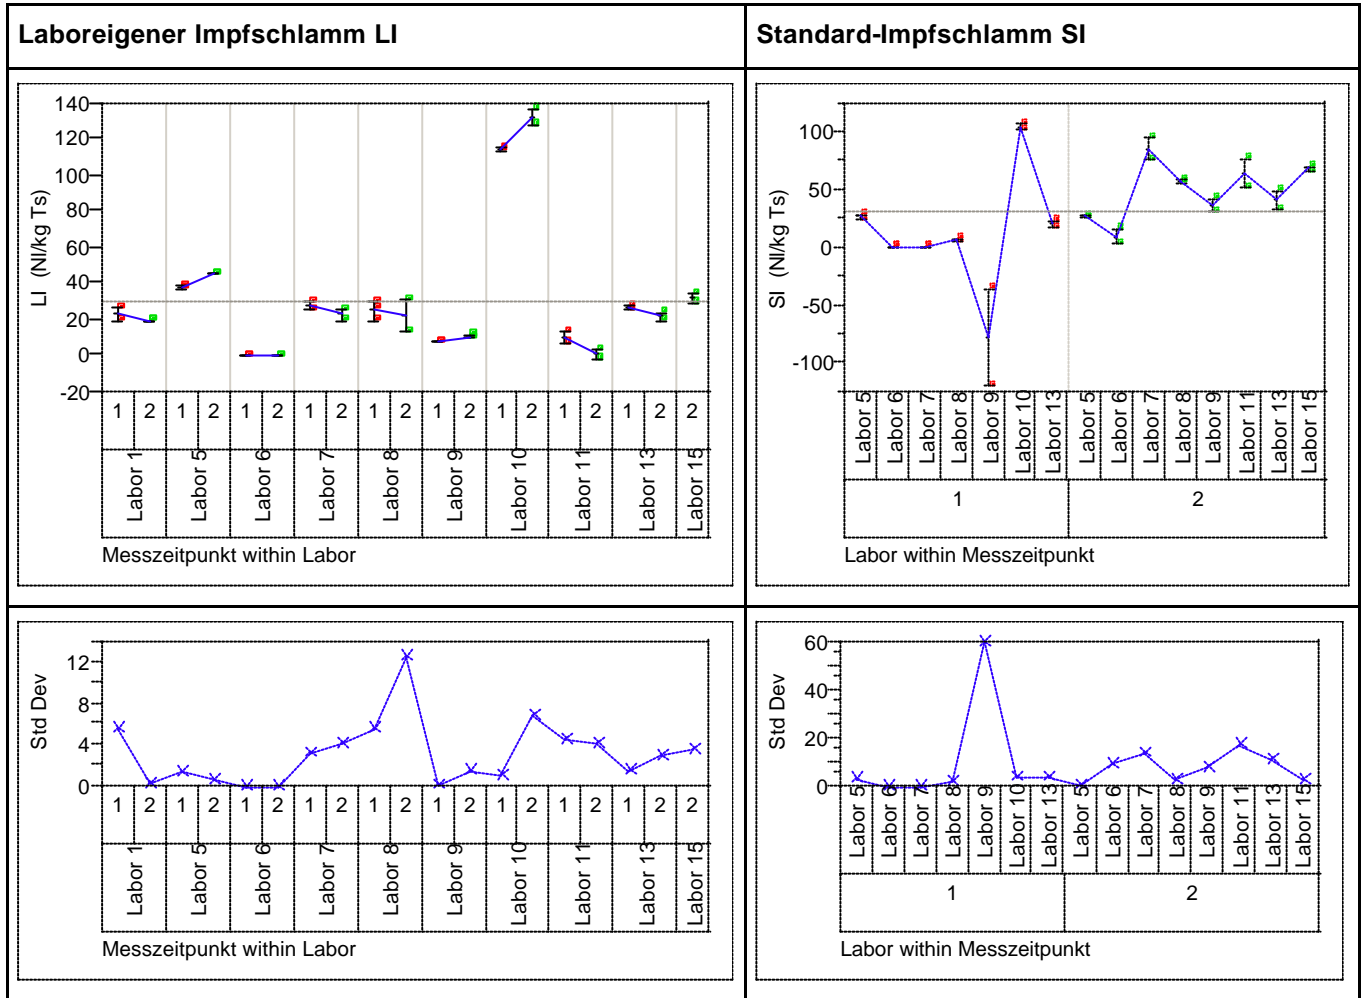 Laboreigener Impfschlamm LI
Standard-Impfschlamm SI
LI (Nl/kg Ts)
140
120
100
80
60
40
20
0
-20
1 2 1 2 1 2 1 2 1 2 1 2 1 2 1 2 1 2 2
Labor 1 Labor 5 Labor 6 Labor 7 Labor 8 Labor 9 Labor 10 Labor 11 Labor 13 Labor 15
Messzeitpunkt within Labor
SI (Nl/kg Ts)
100
50
0
-50
-100
Labor 5 Labor 6 Labor 7 Labor 8 Labor 9 Labor 10 Labor 13 Labor 5 Labor 6 Labor 7 Labor 8 Labor 9 Labor 11 Labor 13 Labor 15
1 2
Labor within Messzeitpunkt
Std Dev
12
8
4
0
1 2 1 2 1 2 1 2 1 2 1 2 1 2 1 2 1 2 2
Labor 1 Labor 5 Labor 6 Labor 7 Labor 8 Labor 9 Labor 10 Labor 11 Labor 13 Labor 15
Messzeitpunkt within Labor
Std Dev
60
40
20
0
Labor 5 Labor 6 Labor 7 Labor 8 Labor 9 Labor 10 Labor 13 Labor 5 Labor 6 Labor 7 Labor 8 Labor 9 Labor 11 Labor 13 Labor 15
1 2
Labor within Messzeitpunkt